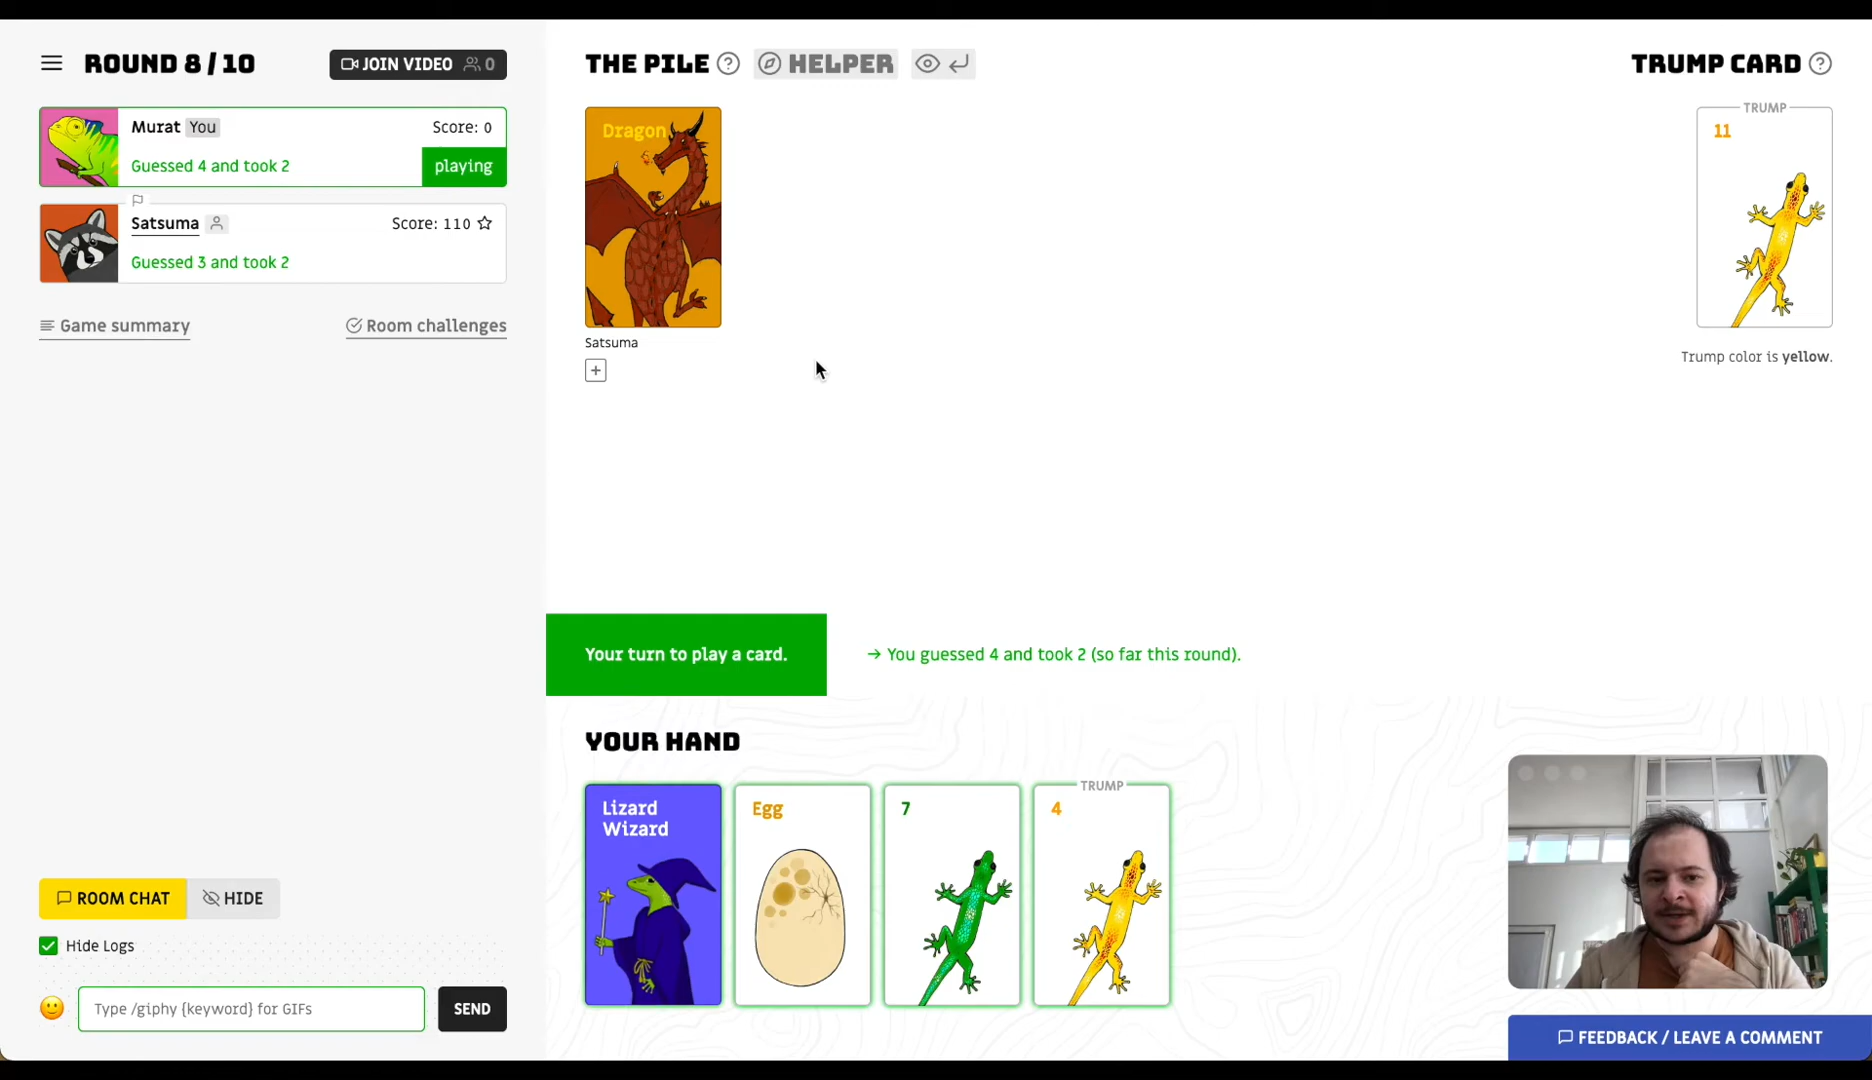 ROUND 8 / 10
JOIN VIDEO 0
Murat You
Score: 0
Guessed 4 and took 2
playing
Satsuma
Score: 110
Guessed 3 and took 2
Game summary
Room challenges
ROOM CHAT
HIDE
Hide Logs
Type /giphy {keyword} for GIFs
SEND
THE PILE
HELPER
Dragon
Satsuma
TRUMP CARD
TRUMP
11
Trump color is yellow.
Your turn to play a card.
→ You guessed 4 and took 2 (so far this round).
YOUR HAND
Lizard
Wizard
Egg
7
TRUMP
4
FEEDBACK / LEAVE A COMMENT